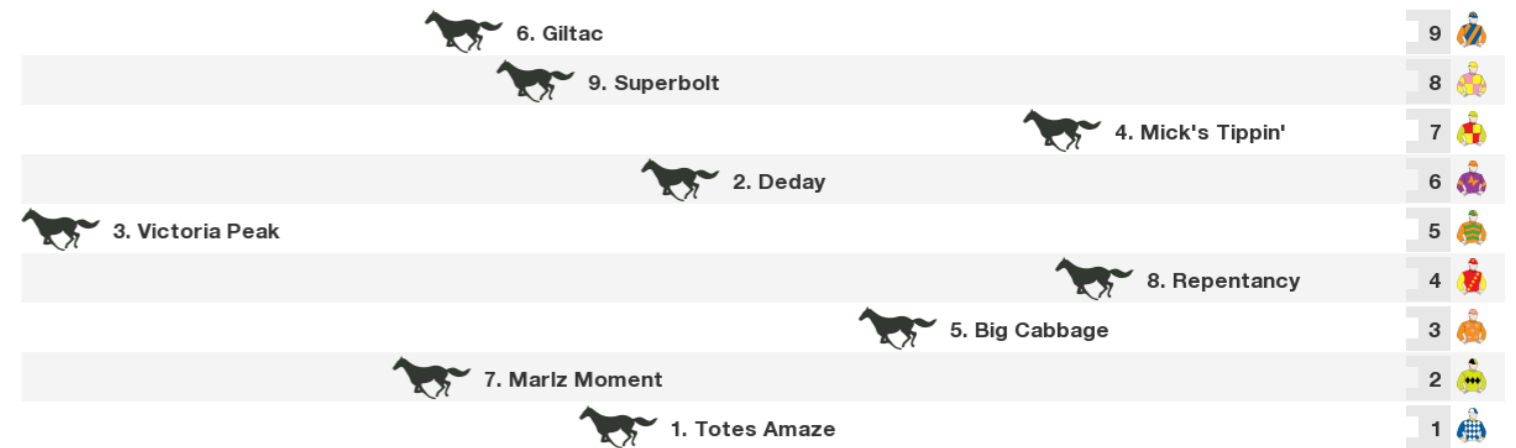 6. Giltac 9
9. Superbolt 8
4. Mick's Tippin' 7
2. Deday 6
3. Victoria Peak 5
8. Repentancy 4
5. Big Cabbage 3
7. Marlz Moment 2
1. Totes Amaze 1